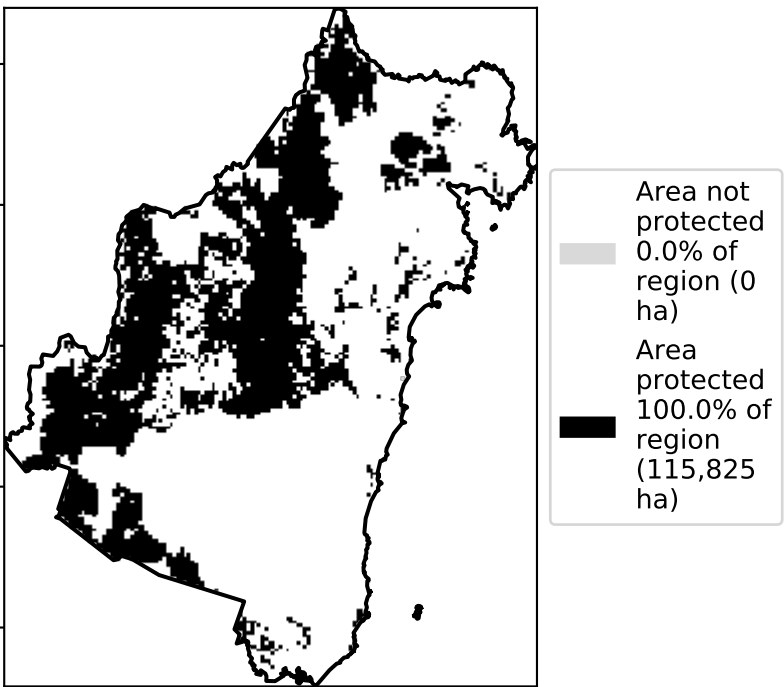 Area not
protected
0.0% of
region (0
ha)
Area
protected
100.0% of
region
(115,825
ha)